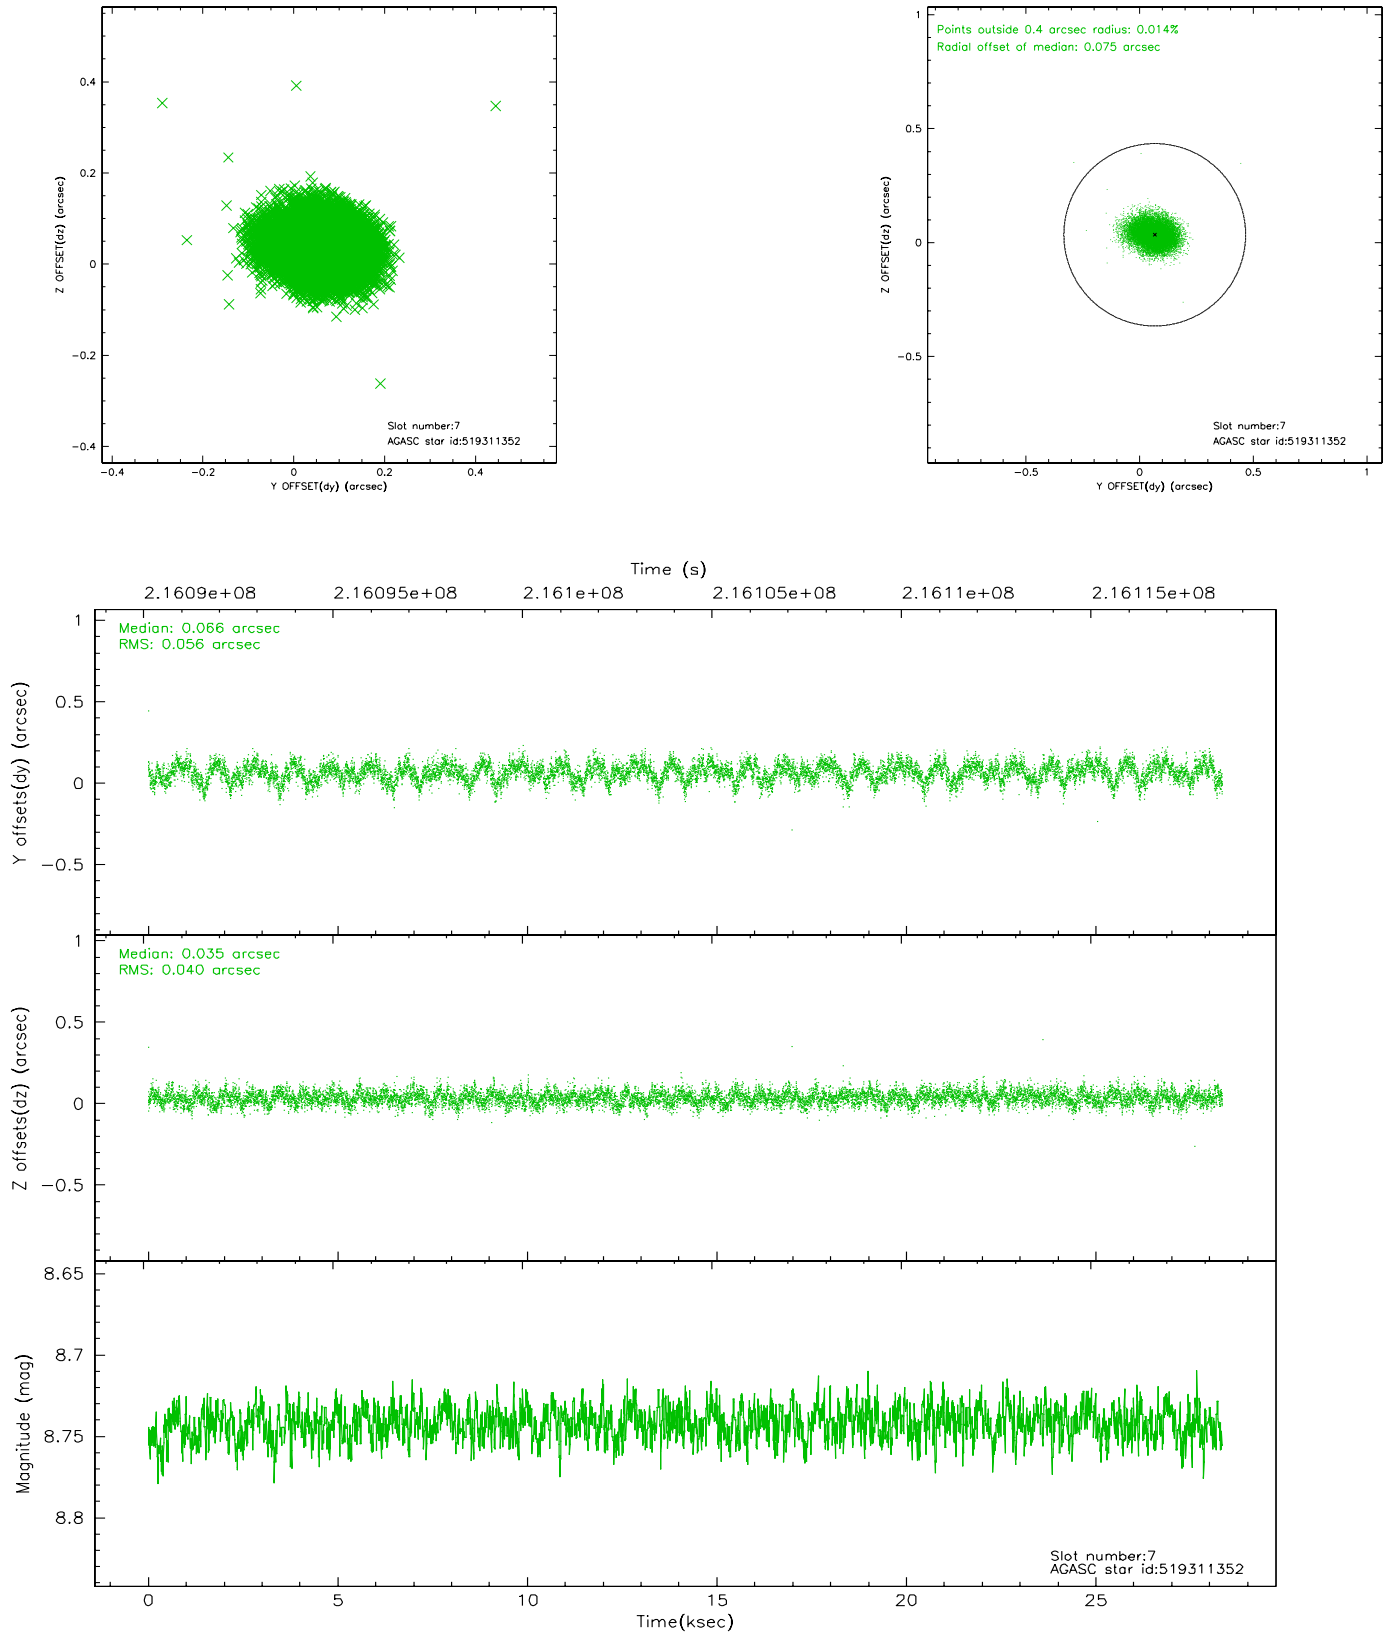 0.4
0.2
0
−0.2
−0.4
Z OFFSET(dz) (arcsec)
Slot number:7
AGASC star id:519311352
−0.4 −0.2 0 0.2 0.4
Y OFFSET(dy) (arcsec)
Points outside 0.4 arcsec radius: 0.014%
Radial offset of median: 0.075 arcsec
1
0.5
0
−0.5
Z OFFSET(dz) (arcsec)
Slot number:7
AGASC star id:519311352
−0.5 0 0.5 1
Y OFFSET(dy) (arcsec)
Time (s)
2.1609e+08 2.16095e+08 2.161e+08 2.16105e+08 2.1611e+08 2.16115e+08
Median: 0.066 arcsec
RMS: 0.056 arcsec
1
0.5
0
−0.5
Y offsets(dy) (arcsec)
Median: 0.035 arcsec
RMS: 0.040 arcsec
1
0.5
0
−0.5
Z offsets(dz) (arcsec)
8.65
8.7
8.75
8.8
Magnitude (mag)
Slot number:7
AGASC star id:519311352
0 5 10 15 20 25
Time(ksec)